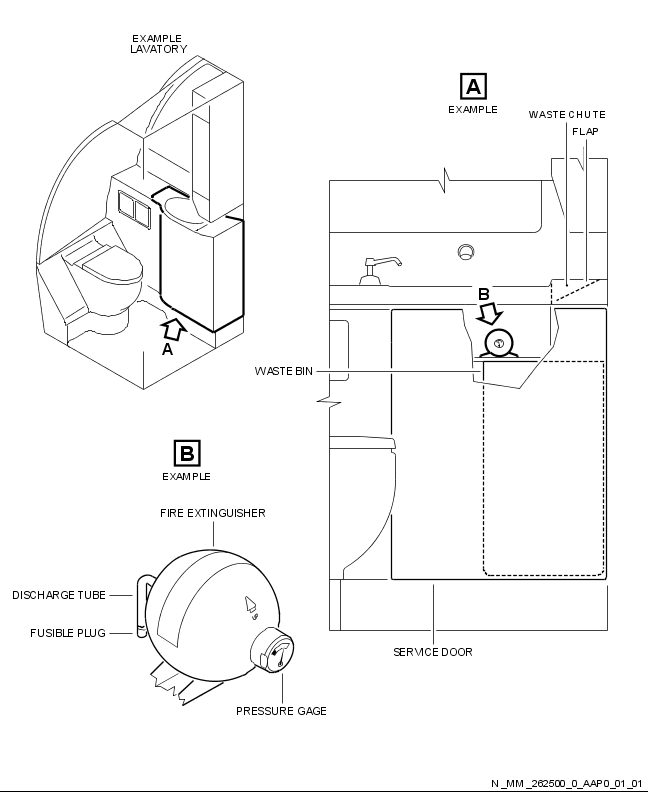 EXAMPLE
LAVATORY
A
EXAMPLE
WASTE CHUTE
FLAP
B
A
WASTE BIN
B
EXAMPLE
FIRE EXTINGUISHER
DISCHARGE TUBE
FUSIBLE PLUG
SERVICE DOOR
PRESSURE GAGE
N_MM_262500_0_AAP0_01_01